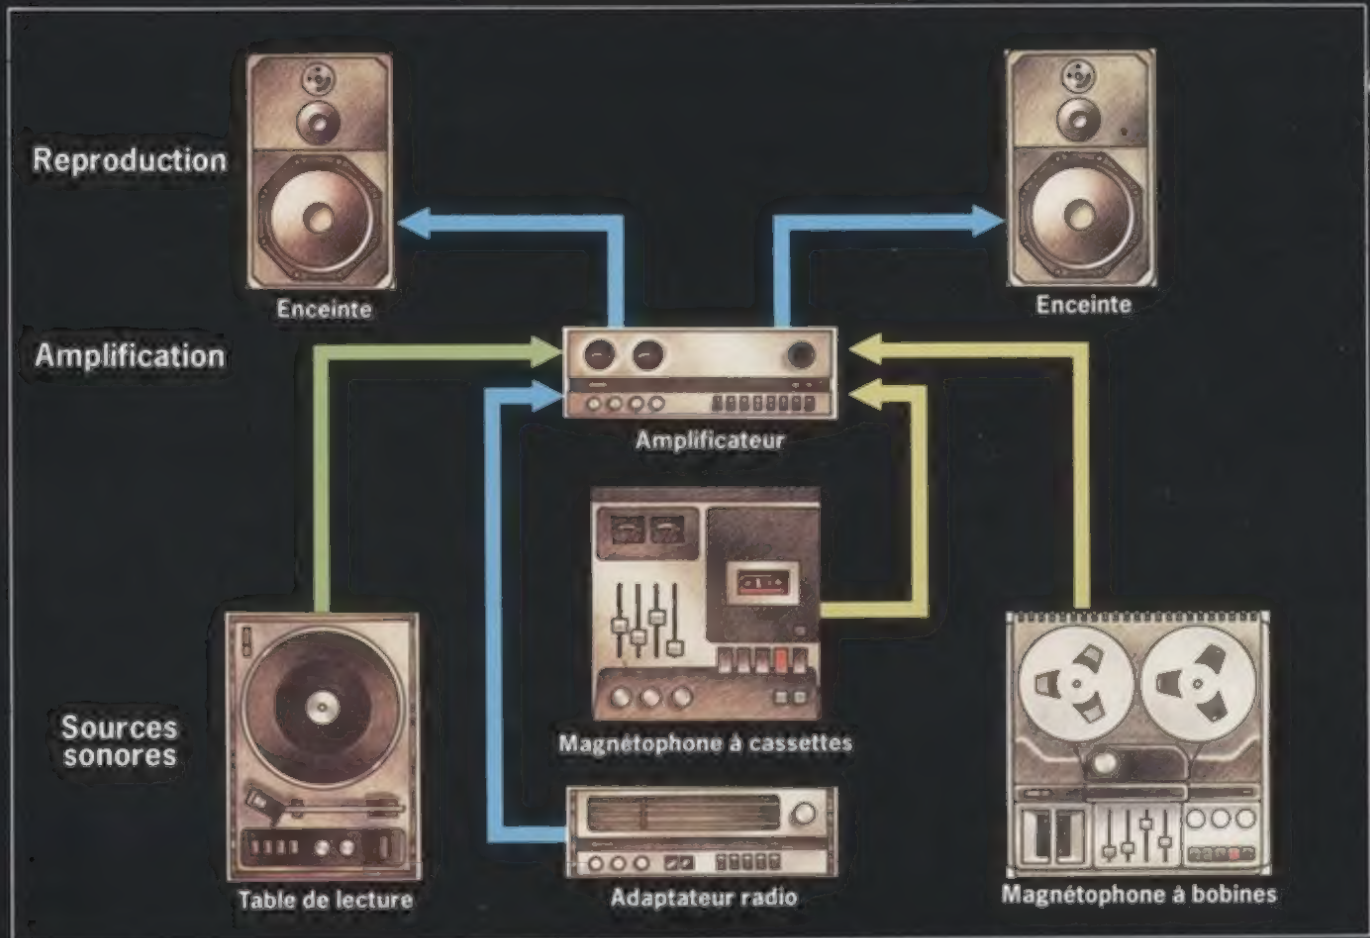 Reproduction
Enceinte
Enceinte
Amplification
Amplificateur
Sources
sonores
Magnétophone à cassettes
Table de lecture
Adaptateur radio
Magnétophone à bobines